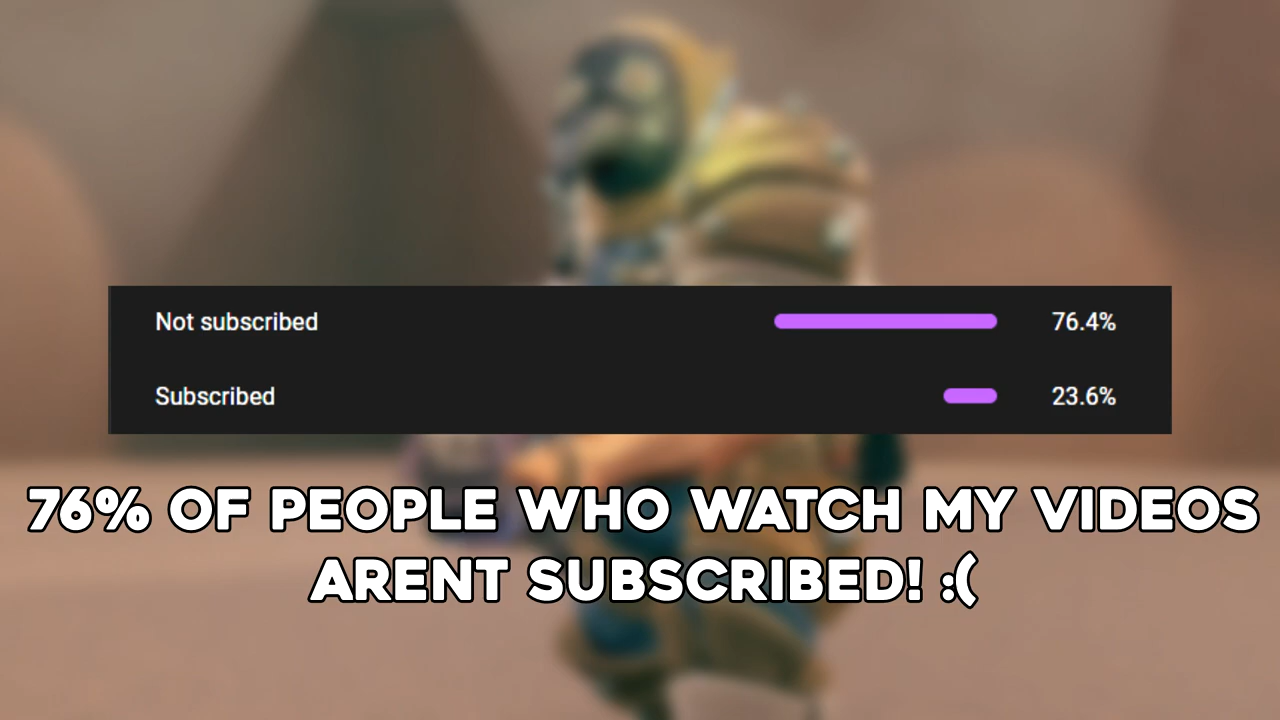 Not subscribed 76.4%
Subscribed 23.6%
76% OF PEOPLE WHO WATCH MY VIDEOS
ARENT SUBSCRIBED! :(